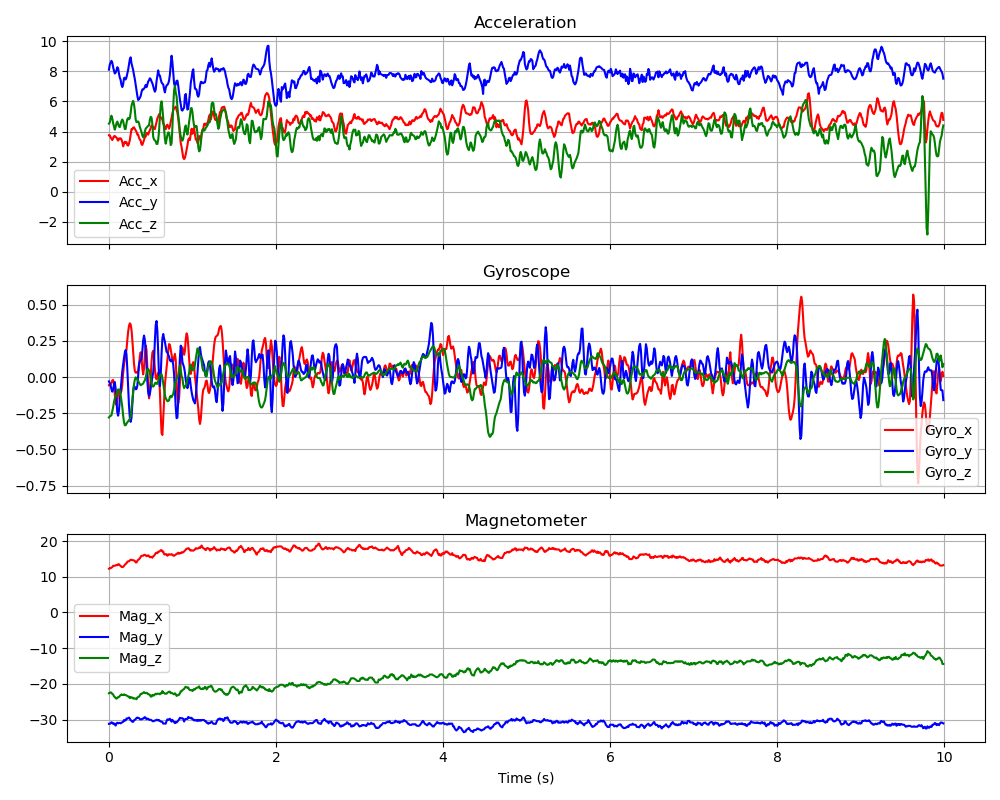 Acceleration
10
8
6
4
2
0
−2
Acc_x
Acc_y
Acc_z
Gyroscope
0.50
0.25
0.00
−0.25
−0.50
−0.75
Gyro_x
Gyro_y
Gyro_z
Magnetometer
20
10
0
−10
−20
−30
Mag_x
Mag_y
Mag_z
0 2 4 6 8 10
Time (s)